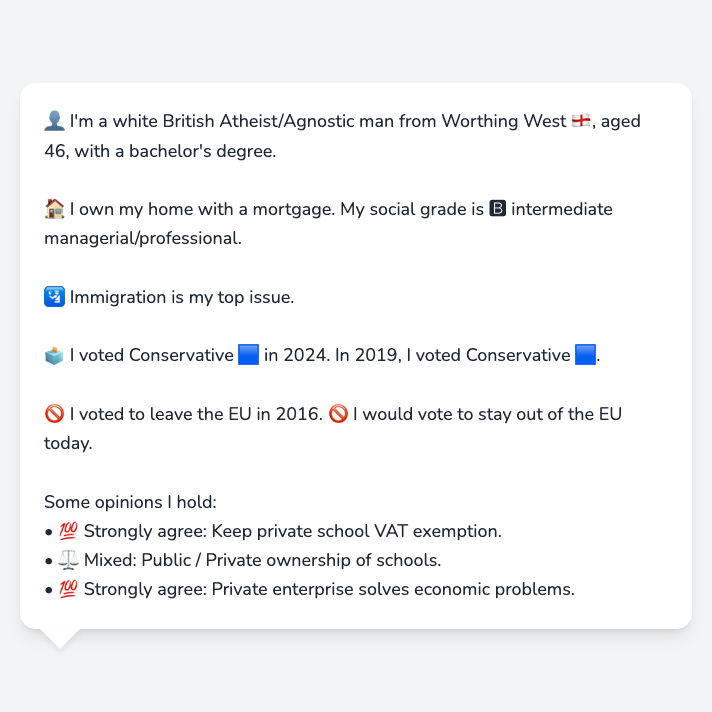 👤 I'm a white British Atheist/Agnostic man from Worthing West 🏴󠁧󠁢󠁥󠁮󠁧󠁿, aged
46, with a bachelor's degree.
🏠 I own my home with a mortgage. My social grade is 🅱 intermediate
managerial/professional.
🛂 Immigration is my top issue.
🗳️ I voted Conservative 🟦 in 2024. In 2019, I voted Conservative 🟦.
🚫 I voted to leave the EU in 2016. 🚫 I would vote to stay out of the EU
today.
Some opinions I hold:
• 💯 Strongly agree: Keep private school VAT exemption.
• ⚖️ Mixed: Public / Private ownership of schools.
• 💯 Strongly agree: Private enterprise solves economic problems.